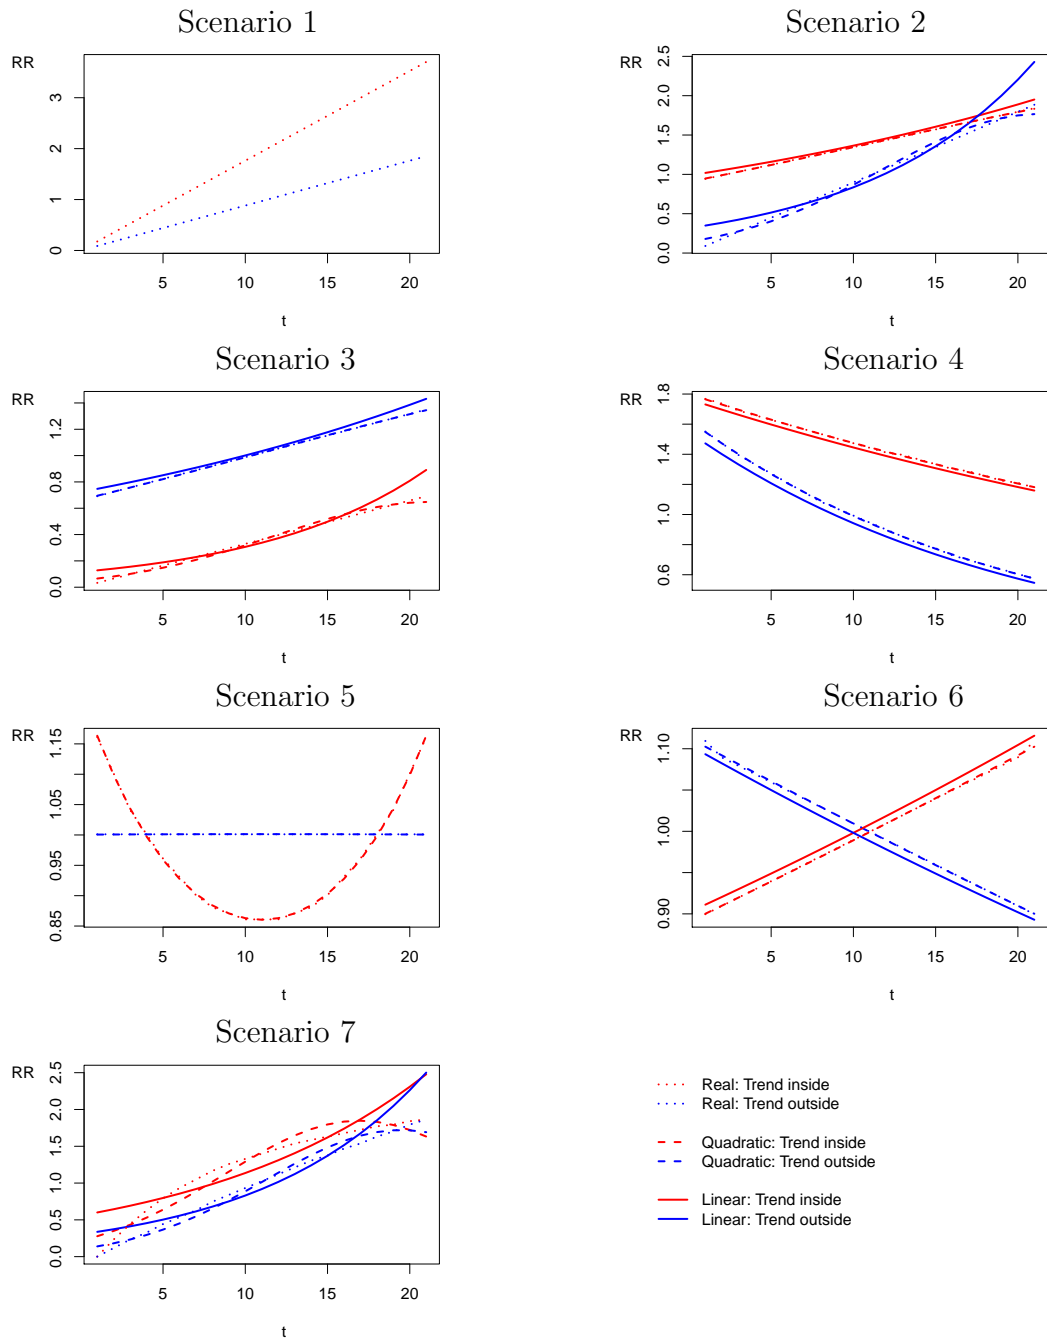 Scenario 1
RR
3
2
1
0
5 10 15 20
t
Scenario 2
RR
2.5
2.0
1.5
1.0
0.5
0.0
5 10 15 20
t
Scenario 3
RR
1.2
0.8
0.4
0.0
5 10 15 20
t
Scenario 4
RR
1.8
1.4
1.0
0.6
5 10 15 20
t
Scenario 5
RR
1.15
1.05
0.95
0.85
5 10 15 20
t
Scenario 6
RR
1.10
1.00
0.90
5 10 15 20
t
Scenario 7
RR
2.5
2.0
1.5
1.0
0.5
0.0
5 10 15 20
t
Real: Trend inside
Real: Trend outside
Quadratic: Trend inside
Quadratic: Trend outside
Linear: Trend inside
Linear: Trend outside